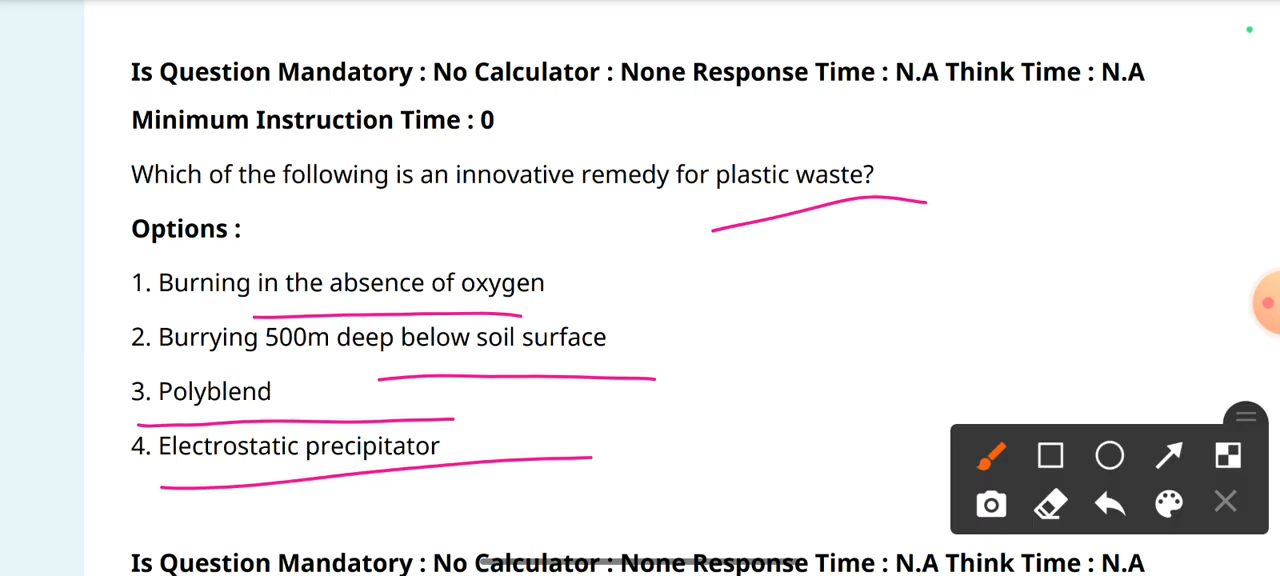 Is Question Mandatory : No Calculator : None Response Time : N.A Think Time : N.A
Minimum Instruction Time : 0
Which of the following is an innovative remedy for plastic waste?
Options :
1. Burning in the absence of oxygen
2. Burrying 500m deep below soil surface
3. Polyblend
4. Electrostatic precipitator
Is Question Mandatory : No Calculator : None Response Time : N.A Think Time : N.A